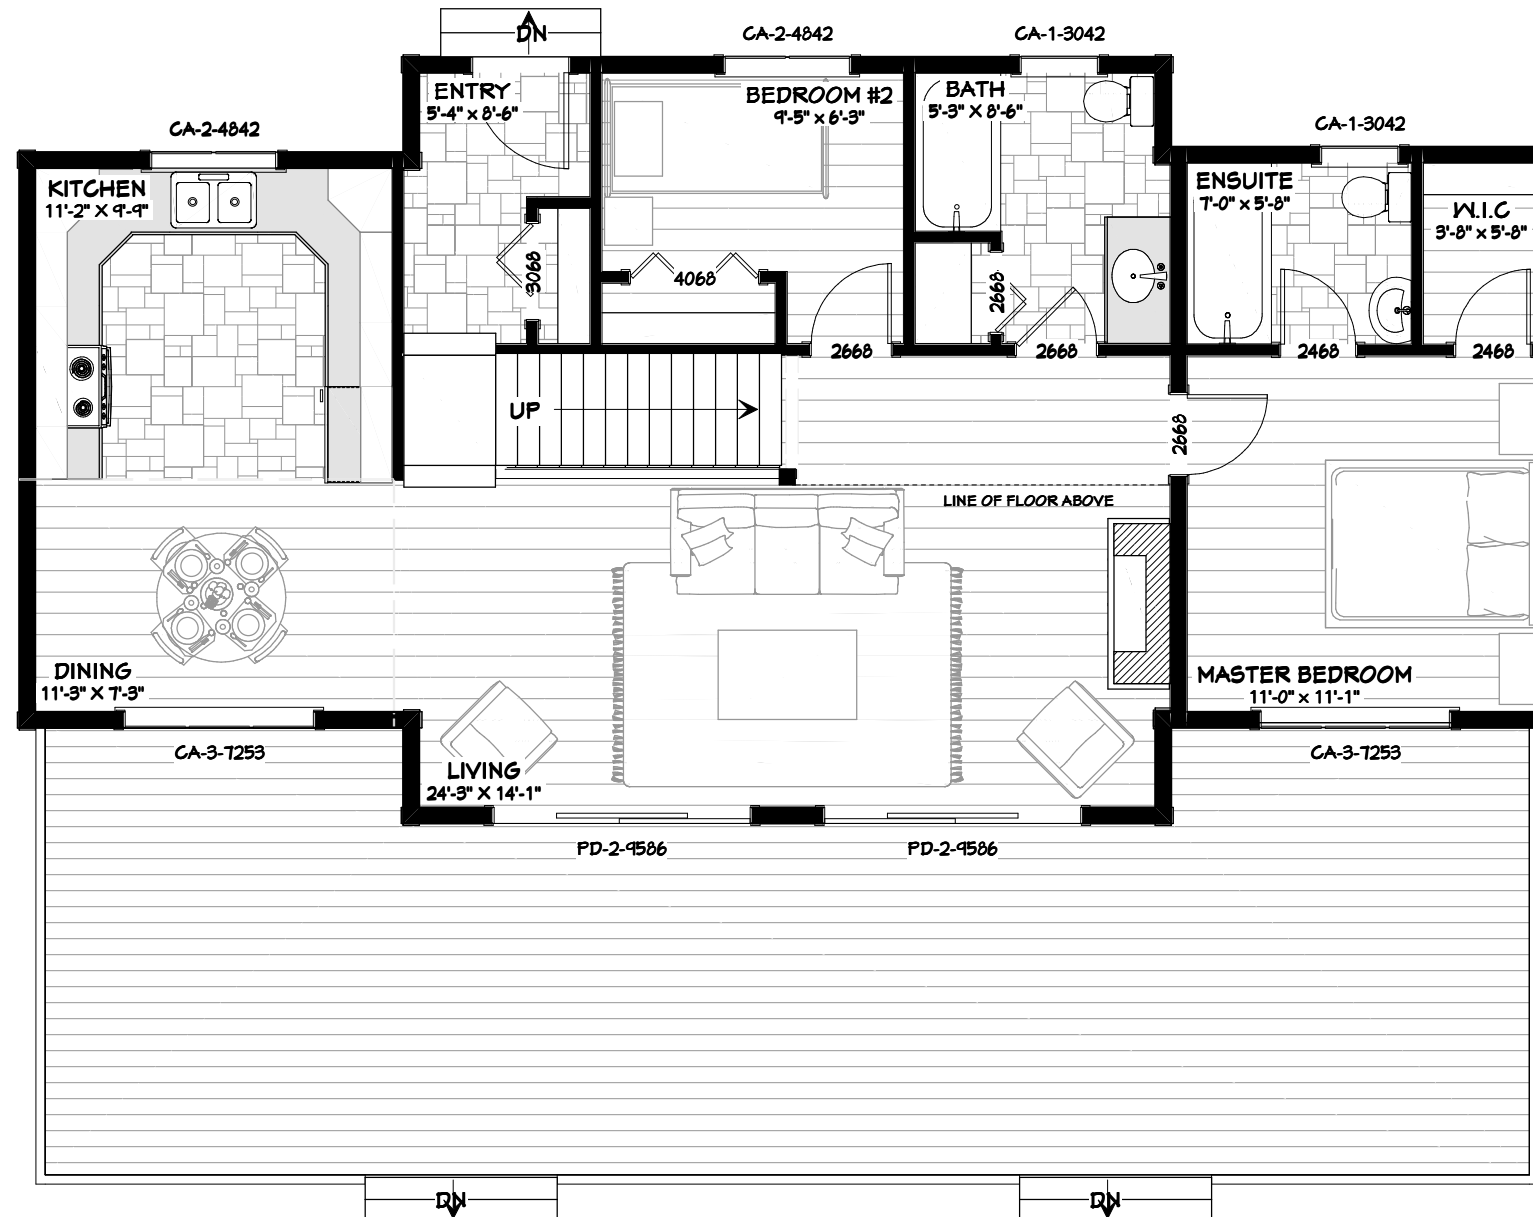 DN
CA-2-4842
CA-1-3042
ENTRY
5'-4" x 8'-6"
BEDROOM #2
9'-5" x 6'-3"
BATH
5'-3" X 8'-6"
CA-2-4842
CA-1-3042
KITCHEN
11'-2" X 9'-9"
ENSUITE
7'-0" x 5'-8"
W.I.C
3'-8" x 5'-8"
3068
4068
2668
2668
2668
2468
2468
UP
2668
LINE OF FLOOR ABOVE
DINING
11'-3" X 7'-3"
MASTER BEDROOM
11'-0" x 11'-1"
CA-3-7253
CA-3-7253
LIVING
24'-3" X 14'-1"
PD-2-9586
PD-2-9586
DN
DN